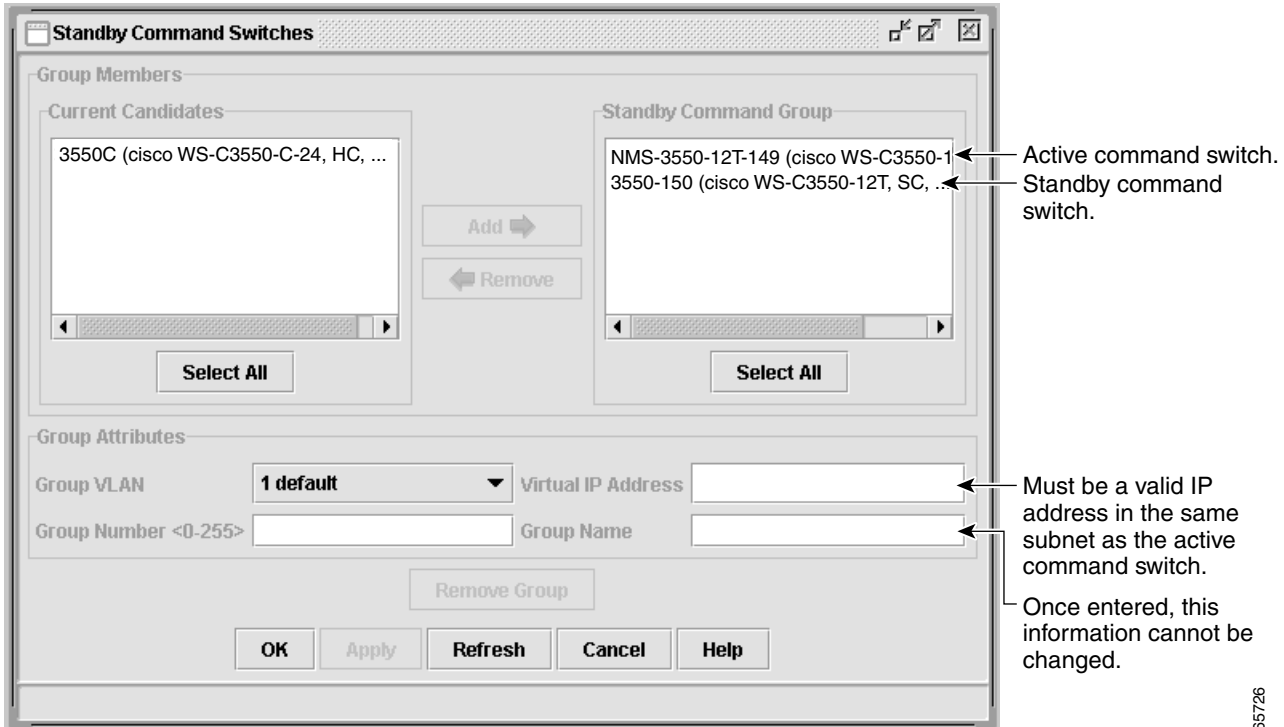 Standby Command Switches
Group Members
Current Candidates
3550C (cisco WS-C3550-C-24, HC, ...
Select All
Add
Remove
Standby Command Group
NMS-3550-12T-149 (cisco WS-C3550-1
3550-150 (cisco WS-C3550-12T, SC, ...
Select All
Active command switch.
Standby command
switch.
Group Attributes
Group VLAN
1 default
Virtual IP Address
Group Number <0-255>
Group Name
Must be a valid IP
address in the same
subnet as the active
command switch.
Once entered, this
information cannot be
changed.
Remove Group
OK
Apply
Refresh
Cancel
Help